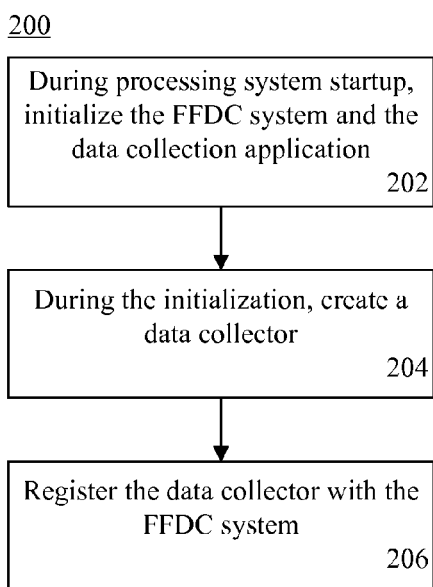 200
During processing system startup,
initialize the FFDC system and the
data collection application
202
During the initialization, create a
data collector
204
Register the data collector with the
FFDC system
206